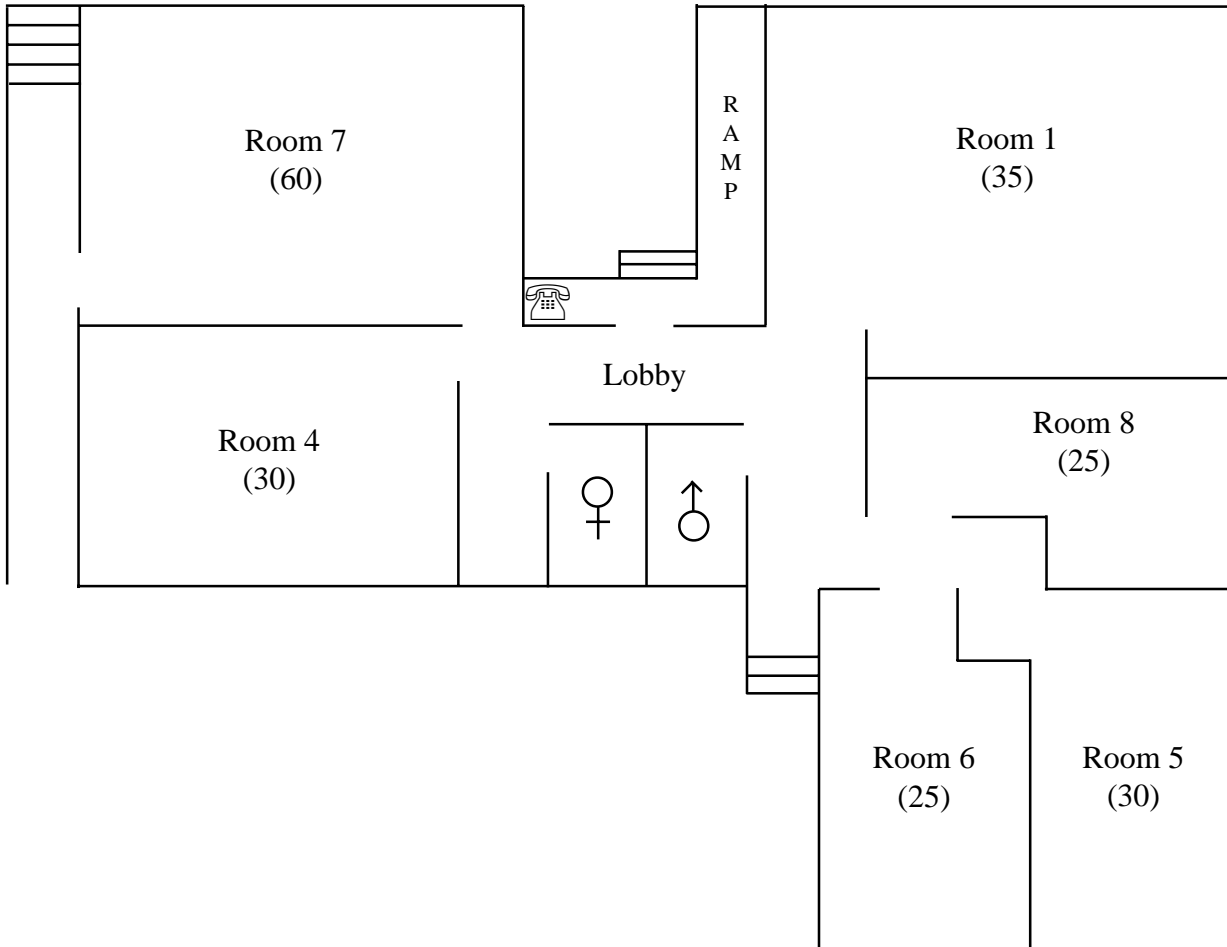 Room 7
(60)
R
A
M
P
Room 1
(35)
Lobby
Room 4
(30)
Room 8
(25)
Room 6
(25)
Room 5
(30)